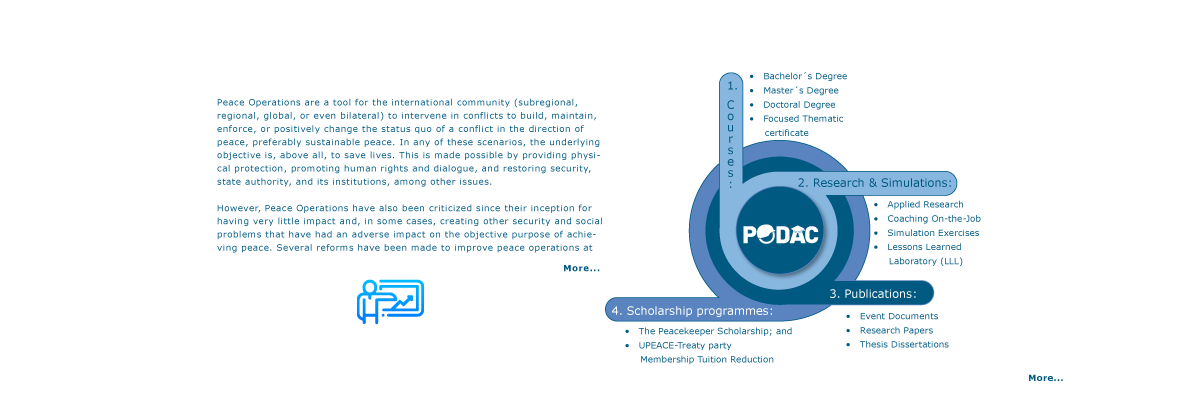 Peace Operations are a tool for the international community (subregional,
regional, global, or even bilateral) to intervene in conflicts to build, maintain,
enforce, or positively change the status quo of a conflict in the direction of
peace, preferably sustainable peace. In any of these scenarios, the underlying
objective is, above all, to save lives. This is made possible by providing physi-
cal protection, promoting human rights and dialogue, and restoring security,
state authority, and its institutions, among other issues.
However, Peace Operations have also been criticized since their inception for
having very little impact and, in some cases, creating other security and social
problems that have had an adverse impact on the objective purpose of achie-
ving peace. Several reforms have been made to improve peace operations at
More...
1. Courses:
• Bachelor´s Degree
• Master´s Degree
• Doctoral Degree
• Focused Thematic
certificate
2. Research & Simulations:
• Applied Research
• Coaching On-the-Job
• Simulation Exercises
• Lessons Learned
Laboratory (LLL)
PODAC
3. Publications:
• Event Documents
• Research Papers
• Thesis Dissertations
4. Scholarship programmes:
• The Peacekeeper Scholarship; and
• UPEACE-Treaty party
Membership Tuition Reduction
More...